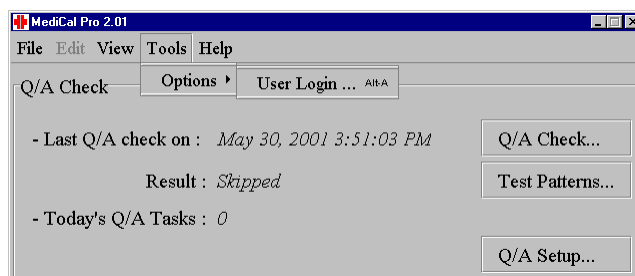 MediCal Pro 2.01
File Edit View Tools Help
Options User Login ... Alt-A
Q/A Check
- Last Q/A check on : May 30, 2001 3:51:03 PM Q/A Check...
Result : Skipped Test Patterns...
- Today's Q/A Tasks : 0
Q/A Setup...